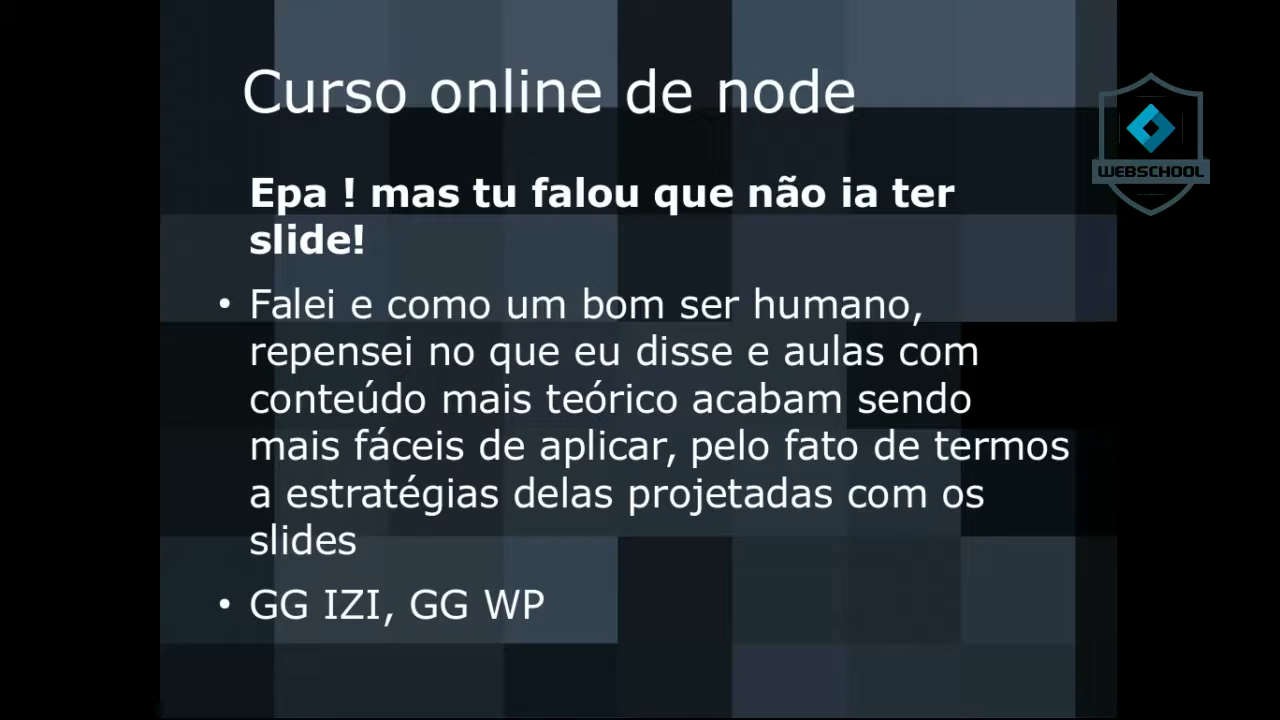 Curso online de node
WEBSCHOOL
Epa ! mas tu falou que não ia ter
slide!
• Falei e como um bom ser humano,
repensei no que eu disse e aulas com
conteúdo mais teórico acabam sendo
mais fáceis de aplicar, pelo fato de termos
a estratégias delas projetadas com os
slides
• GG IZI, GG WP